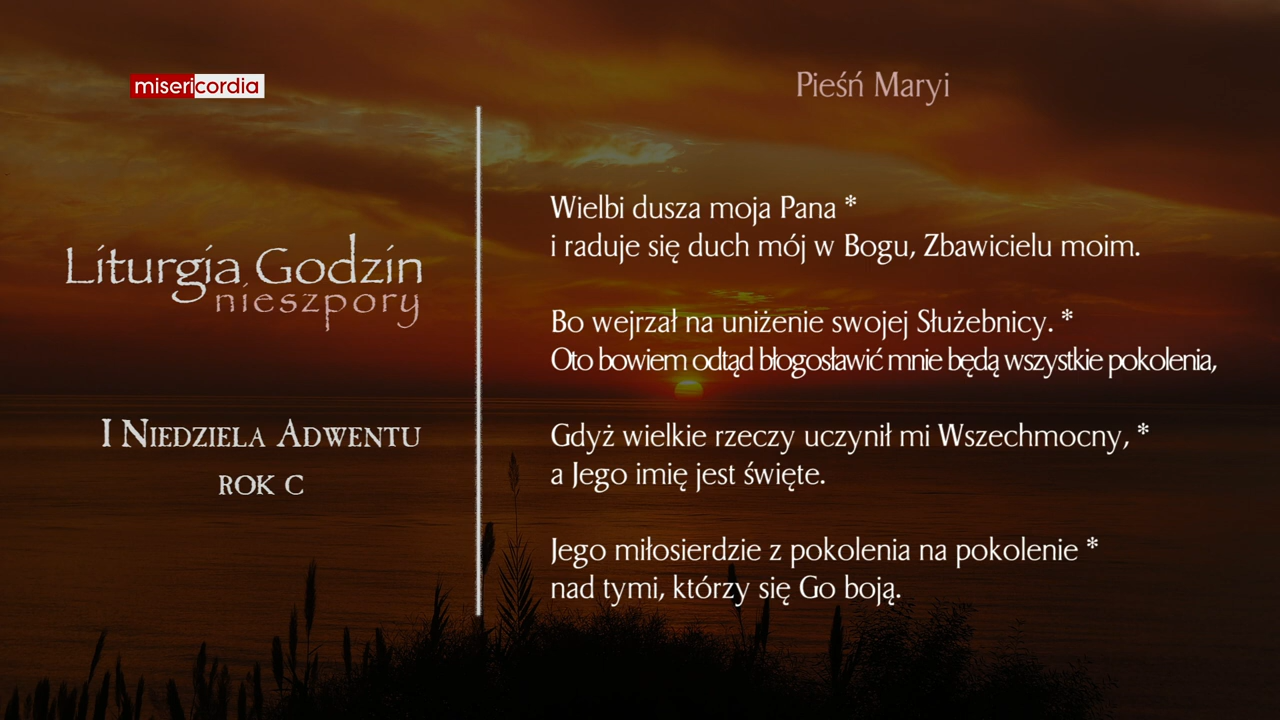 misericordia
Liturgia Godzin
nieszpory
I Niedziela Adwentu
rok C
Pieśń Maryi
Wielbi dusza moja Pana *
i raduje się duch mój w Bogu, Zbawicielu moim.
Bo wejrzał na uniżenie swojej Służebnicy. *
Oto bowiem odtąd błogosławić mnie będą wszystkie pokolenia,
Gdyż wielkie rzeczy uczynił mi Wszechmocny, *
a Jego imię jest święte.
Jego miłosierdzie z pokolenia na pokolenie *
nad tymi, którzy się Go boją.